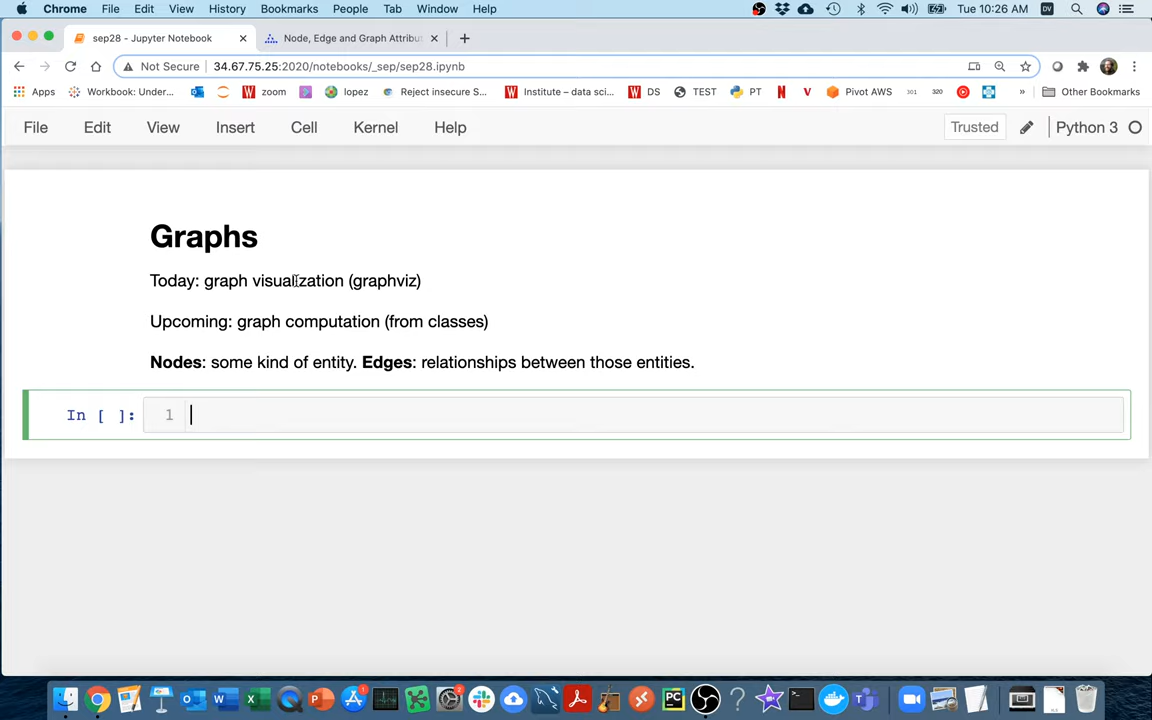 Chrome File Edit View History Bookmarks People Tab Window Help Tue 10:26 AM DV
sep28 - Jupyter Notebook Node, Edge and Graph Attribut
Not Secure 34.67.75.25:2020/notebooks/_sep/sep28.ipynb
Apps Workbook: Under... zoom lopez Reject insecure S... Institute – data sci... DS TEST PT Pivot AWS 301 320 » Other Bookmarks
File Edit View Insert Cell Kernel Help Trusted Python 3
Graphs
Today: graph visualization (graphviz)
Upcoming: graph computation (from classes)
Nodes: some kind of entity. Edges: relationships between those entities.
In [ ]: 1